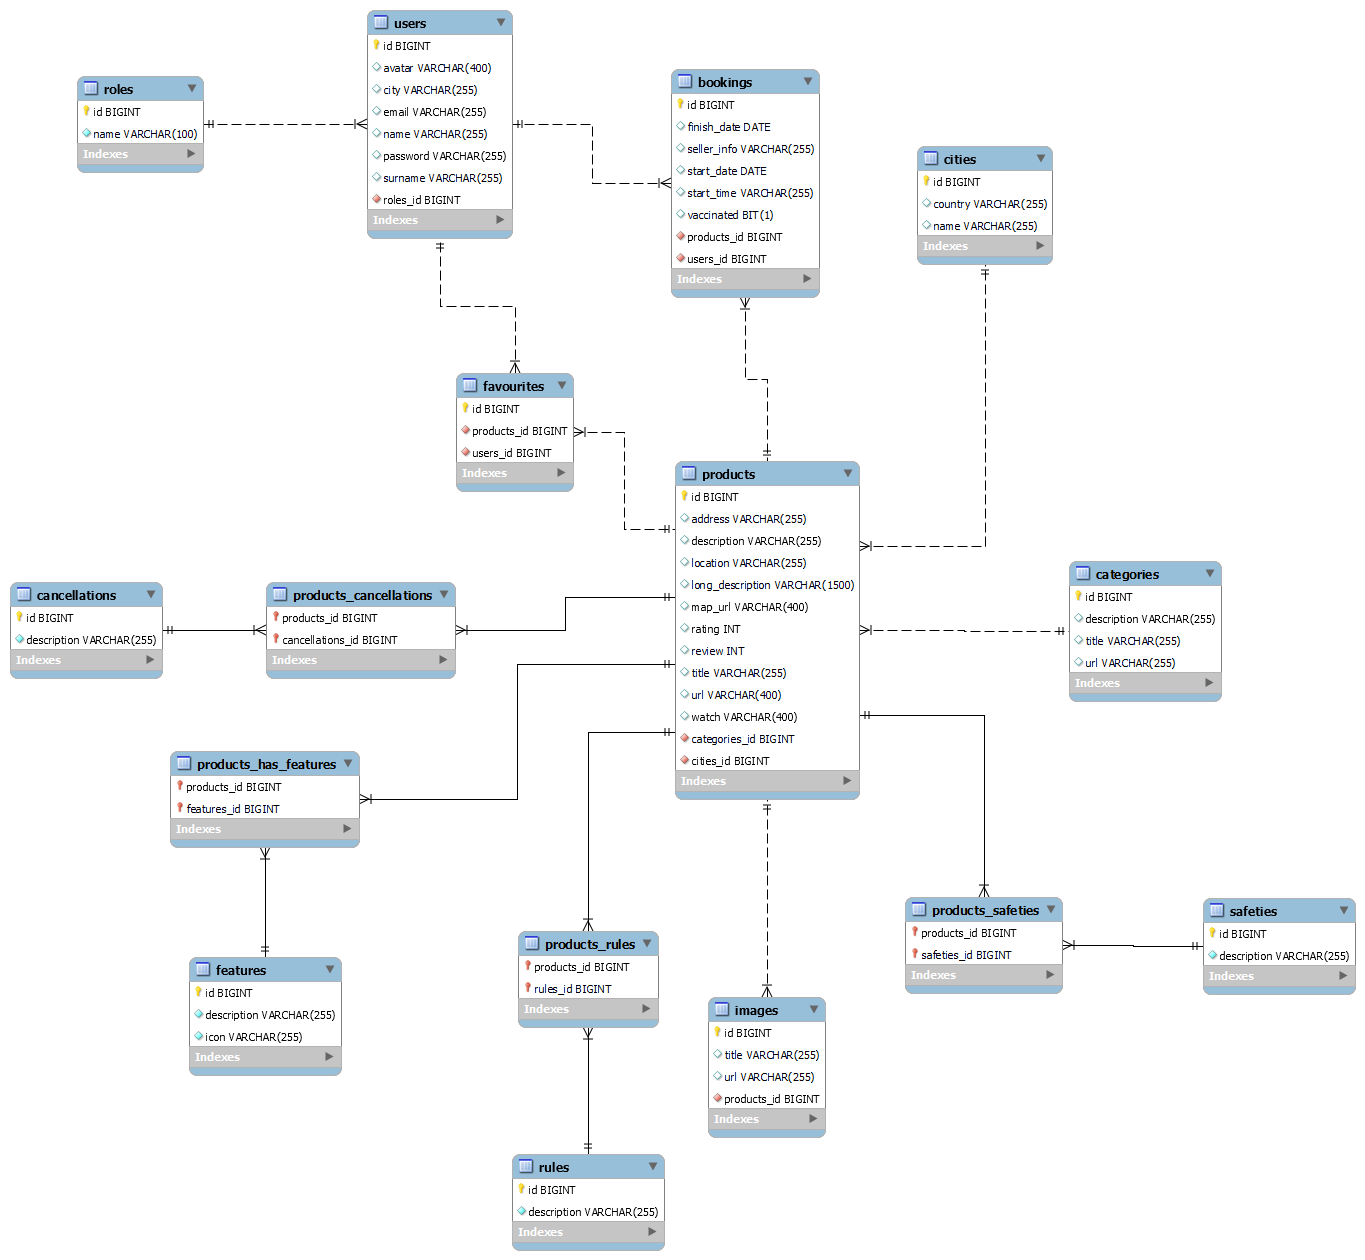 users
id BIGINT
avatar VARCHAR(400)
city VARCHAR(255)
email VARCHAR(255)
name VARCHAR(255)
password VARCHAR(255)
surname VARCHAR(255)
roles_id BIGINT
Indexes
roles
id BIGINT
name VARCHAR(100)
Indexes
bookings
id BIGINT
finish_date DATE
seller_info VARCHAR(255)
start_date DATE
start_time VARCHAR(255)
vaccinated BIT(1)
products_id BIGINT
users_id BIGINT
Indexes
cities
id BIGINT
country VARCHAR(255)
name VARCHAR(255)
Indexes
favourites
id BIGINT
products_id BIGINT
users_id BIGINT
Indexes
products
id BIGINT
address VARCHAR(255)
description VARCHAR(255)
location VARCHAR(255)
long_description VARCHAR(1500)
map_url VARCHAR(400)
rating INT
review INT
title VARCHAR(255)
url VARCHAR(400)
watch VARCHAR(400)
categories_id BIGINT
cities_id BIGINT
Indexes
categories
id BIGINT
description VARCHAR(255)
title VARCHAR(255)
url VARCHAR(255)
Indexes
cancellations
id BIGINT
description VARCHAR(255)
Indexes
products_cancellations
products_id BIGINT
cancellations_id BIGINT
Indexes
products_has_features
products_id BIGINT
features_id BIGINT
Indexes
features
id BIGINT
description VARCHAR(255)
icon VARCHAR(255)
Indexes
products_rules
products_id BIGINT
rules_id BIGINT
Indexes
products_safeties
products_id BIGINT
safeties_id BIGINT
Indexes
safeties
id BIGINT
description VARCHAR(255)
Indexes
images
id BIGINT
title VARCHAR(255)
url VARCHAR(255)
products_id BIGINT
Indexes
rules
id BIGINT
description VARCHAR(255)
Indexes